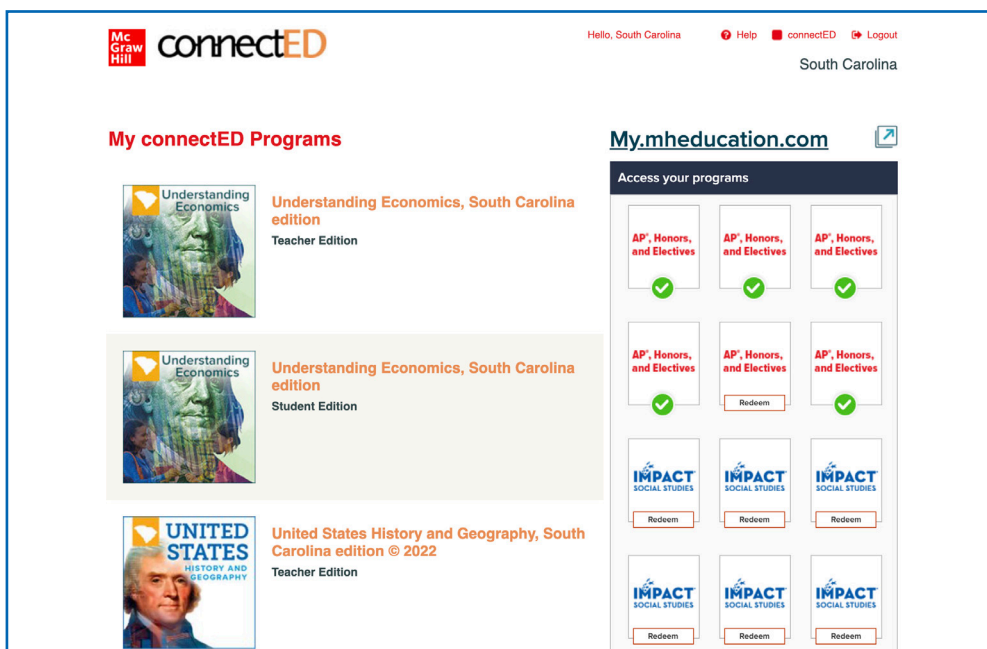 Mc
Graw
Hill
connectED
Hello, South Carolina
Help
connectED
Logout
South Carolina
My connectED Programs
Understanding
Economics
Understanding Economics, South Carolina
edition
Teacher Edition
Understanding
Economics
Understanding Economics, South Carolina
edition
Student Edition
UNITED
STATES
HISTORY AND
GEOGRAPHY
United States History and Geography, South
Carolina edition © 2022
Teacher Edition
My.mheducation.com
Access your programs
AP®, Honors,
and Electives
AP®, Honors,
and Electives
AP®, Honors,
and Electives
AP®, Honors,
and Electives
AP®, Honors,
and Electives
Redeem
AP®, Honors,
and Electives
IMPACT
SOCIAL STUDIES
Redeem
IMPACT
SOCIAL STUDIES
Redeem
IMPACT
SOCIAL STUDIES
Redeem
IMPACT
SOCIAL STUDIES
Redeem
IMPACT
SOCIAL STUDIES
Redeem
IMPACT
SOCIAL STUDIES
Redeem